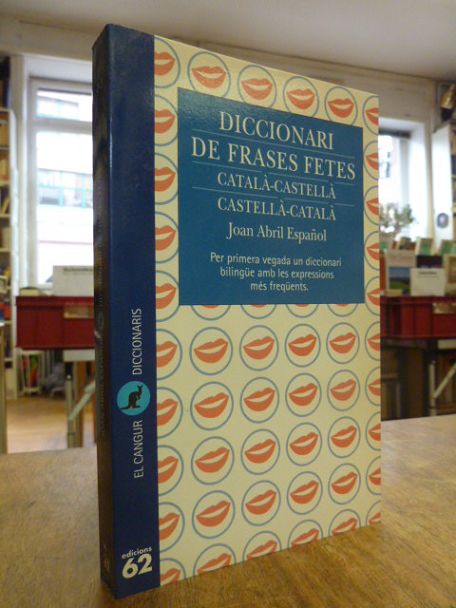 DICCIONARI
DE FRASES FETES
CATALÀ-CASTELLÀ
CASTELLÀ-CATALÀ
Joan Abril Español
Per primera vegada un diccionari
bilingüe amb les expressions
més freqüents.
EL CANGUR
DICCIONARIS
edicions
62